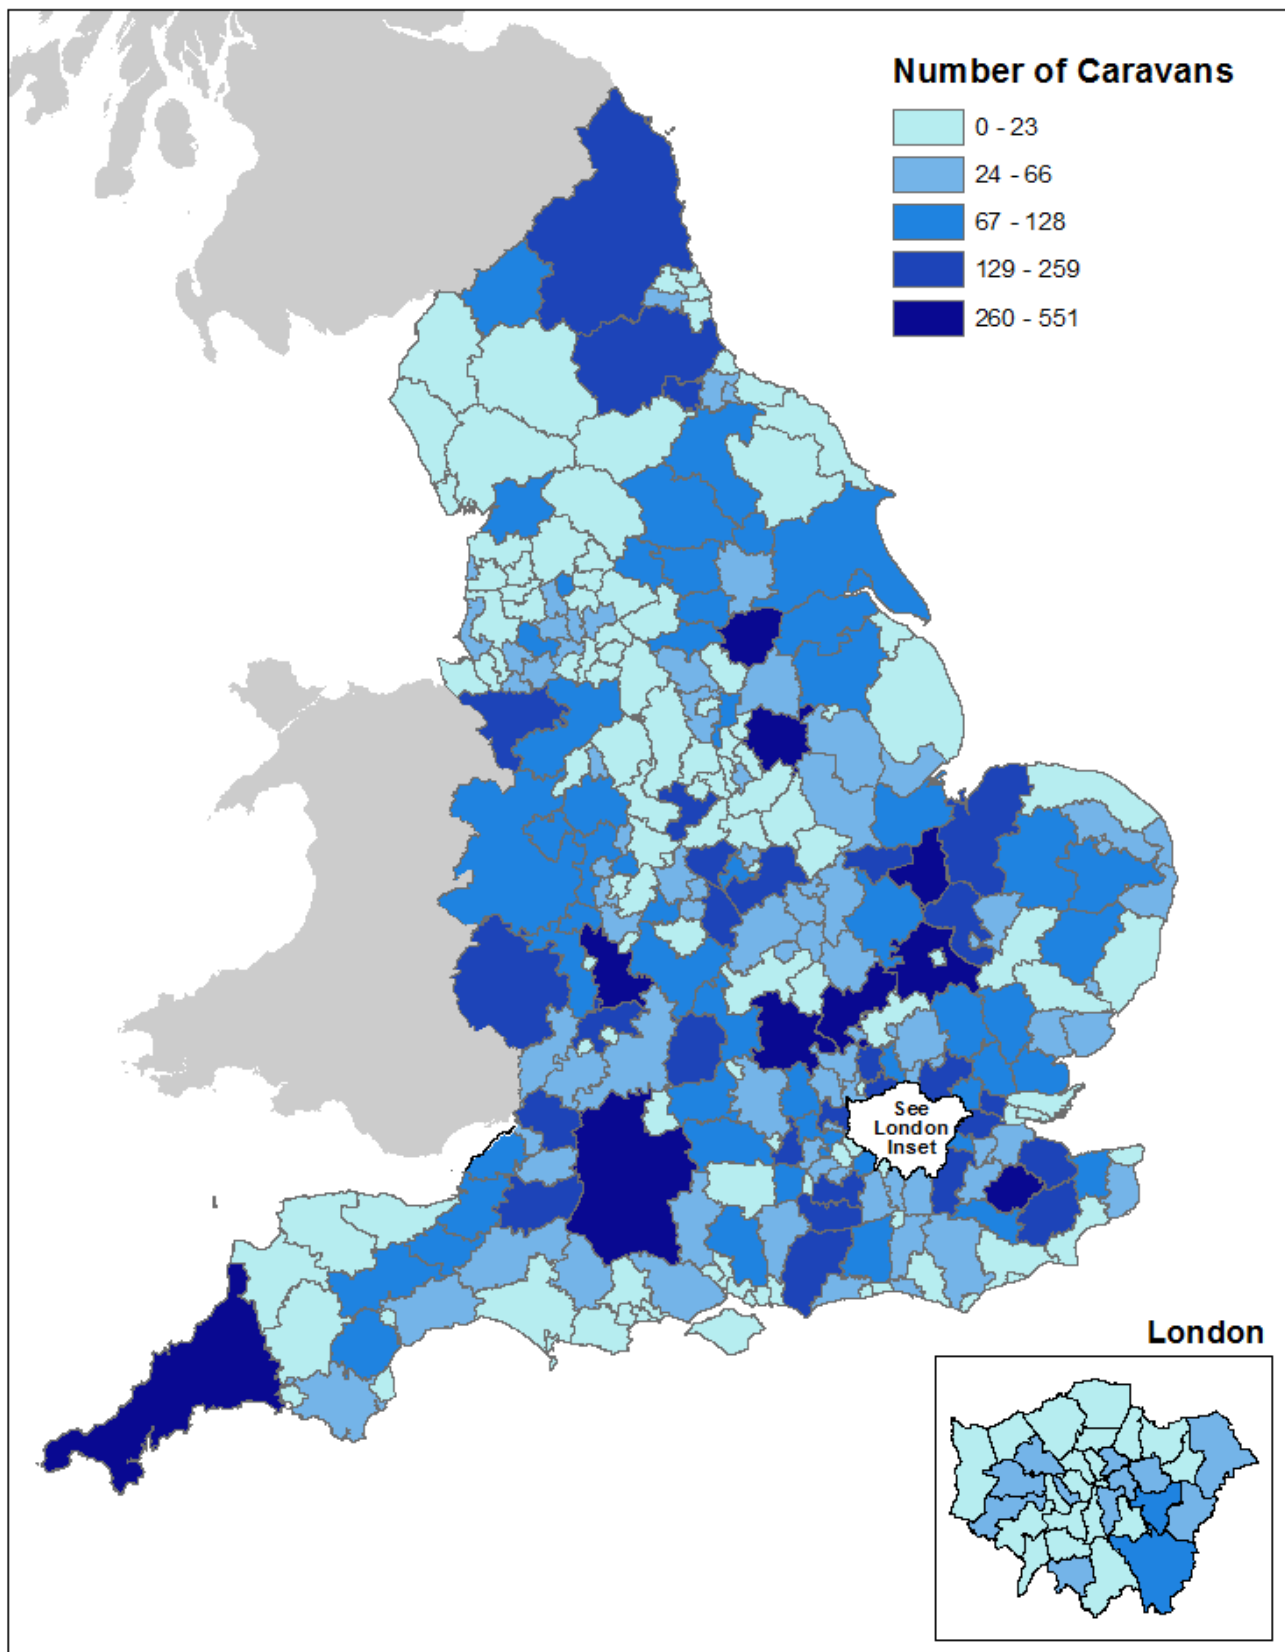 Number of Caravans
0 - 23
24 - 66
67 - 128
129 - 259
260 - 551
See
London
Inset
London